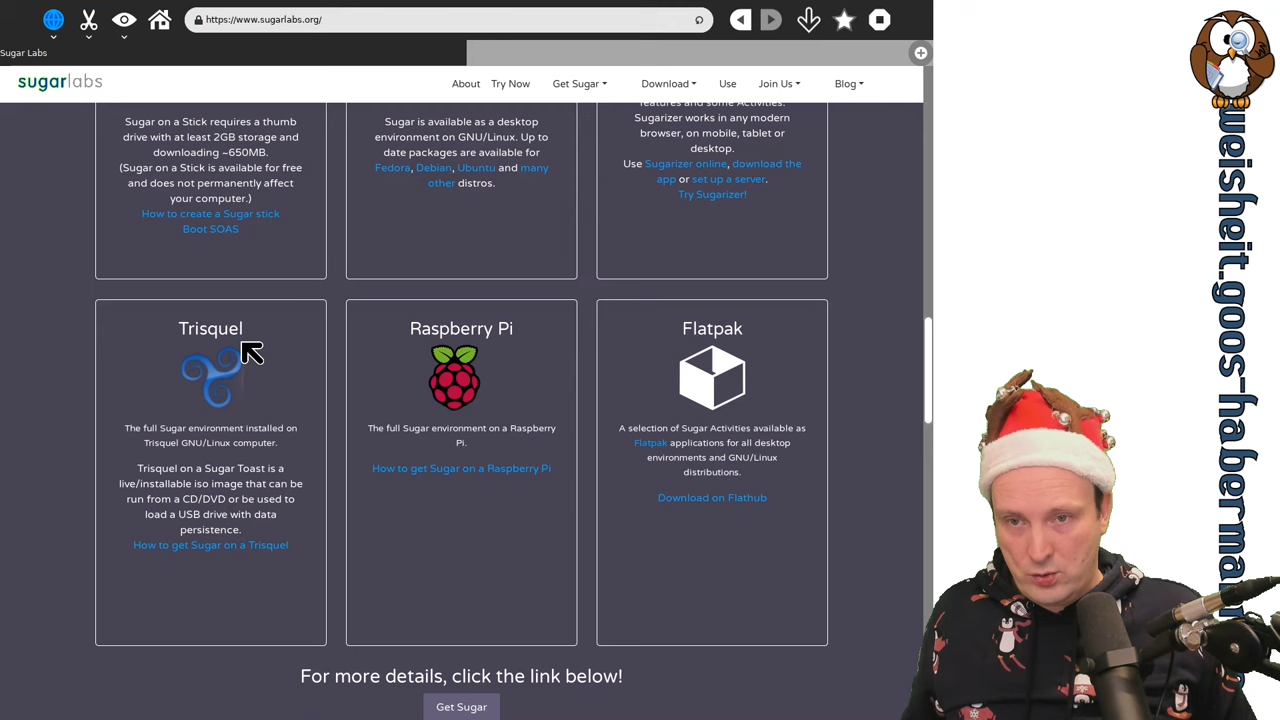 https://www.sugarlabs.org/
Sugar Labs
sugarlabs
About
Try Now
Get Sugar
Download
Use
Join Us
Blog
Sugar on a Stick requires a thumb
drive with at least 2GB storage and
downloading ~650MB.
(Sugar on a Stick is available for free
and does not permanently affect
your computer.)
How to create a Sugar stick
Boot SOAS
Sugar is available as a desktop
environment on GNU/Linux. Up to
date packages are available for
Fedora, Debian, Ubuntu and many
other distros.
features and some Activities.
Sugarizer works in any modern
browser, on mobile, tablet or
desktop.
Use Sugarizer online, download the
app or set up a server.
Try Sugarizer!
Trisquel
The full Sugar environment installed on
Trisquel GNU/Linux computer.
Trisquel on a Sugar Toast is a
live/installable iso image that can be
run from a CD/DVD or be used to
load a USB drive with data
persistence.
How to get Sugar on a Trisquel
Raspberry Pi
The full Sugar environment on a Raspberry
Pi.
How to get Sugar on a Raspberry Pi
Flatpak
A selection of Sugar Activities available as
Flatpak applications for all desktop
environments and GNU/Linux
distributions.
Download on Flathub
For more details, click the link below!
Get Sugar
weisheit.goos-haberma